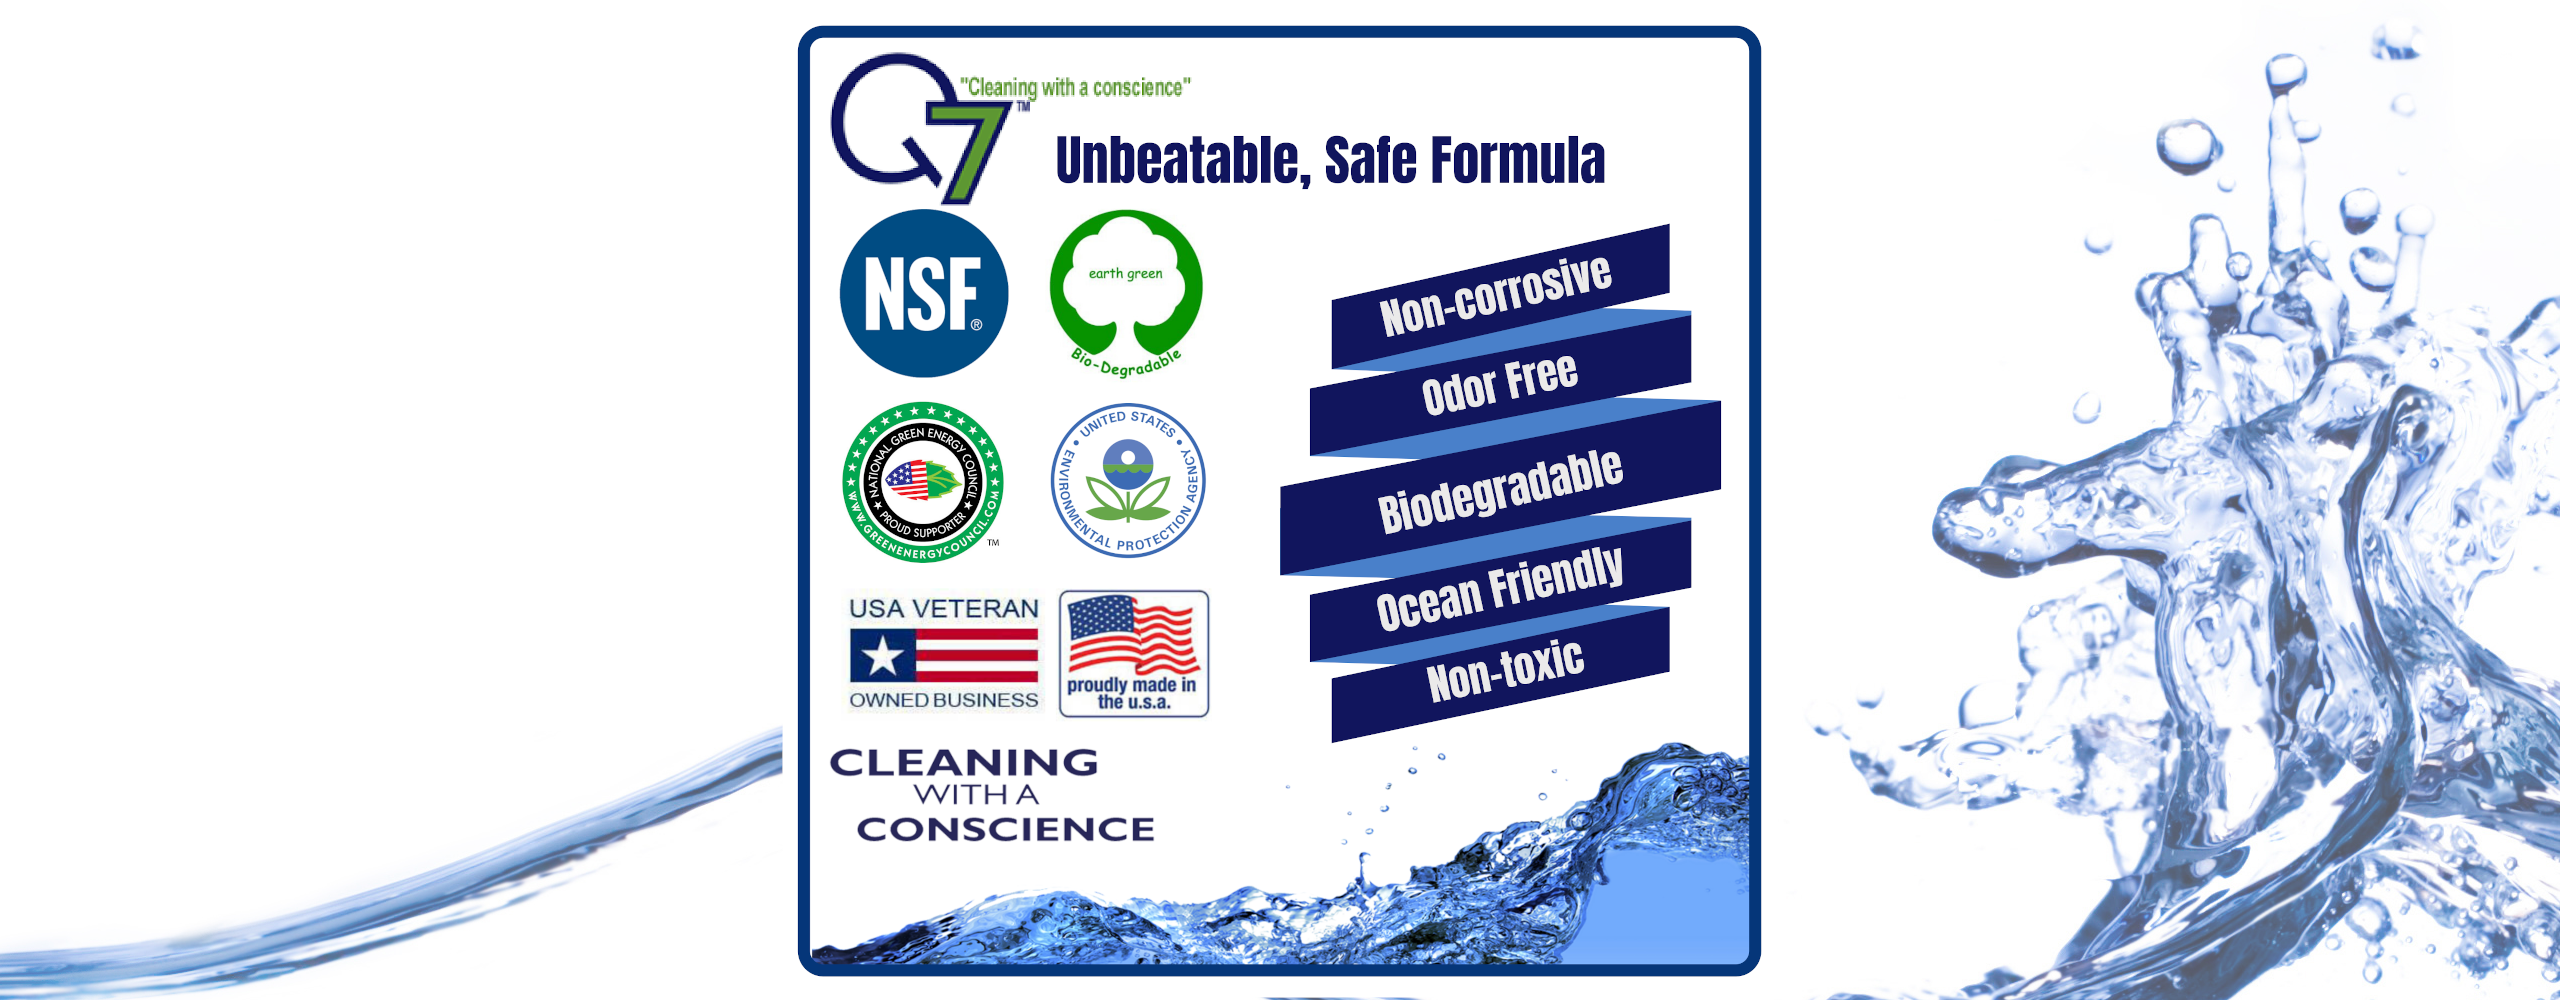 Q7™
"Cleaning with a conscience"
Unbeatable, Safe Formula
NSF®
earth green
Bio-Degradable
NATIONAL GREEN ENERGY COUNCIL
★ PROUD SUPPORTER ★
WWW.GREENENERGYCOUNCIL.COM
TM
• UNITED STATES •
ENVIRONMENTAL PROTECTION AGENCY
USA VETERAN
OWNED BUSINESS
proudly made in
the u.s.a.
CLEANING
WITH A
CONSCIENCE
Non-corrosive
Odor Free
Biodegradable
Ocean Friendly
Non-toxic